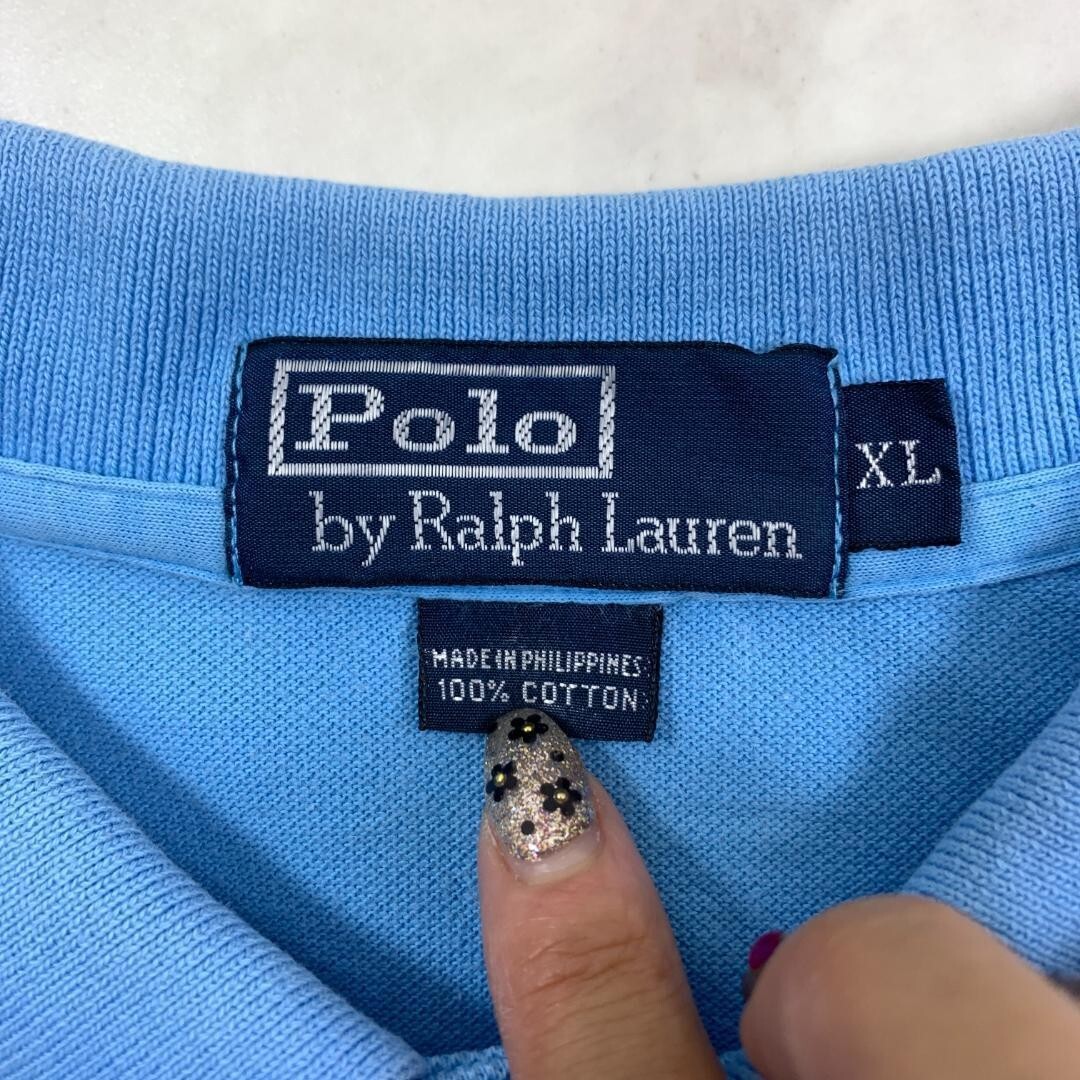 Polo
by Ralph Lauren
XL
MADE IN PHILIPPINES
100% COTTON